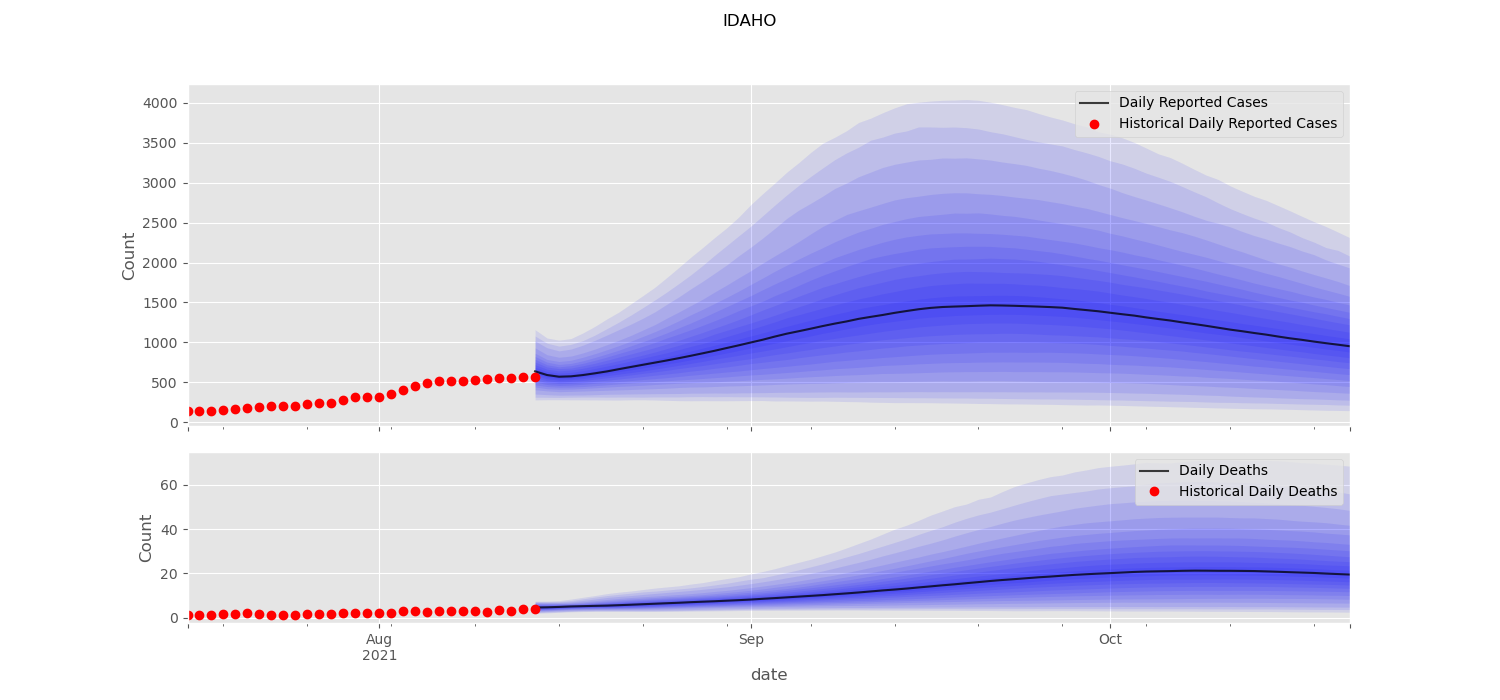 IDAHO
4000
3500
3000
2500
2000
1500
1000
500
0
Count
Daily Reported Cases
Historical Daily Reported Cases
60
40
20
0
Count
Daily Deaths
Historical Daily Deaths
Aug
2021
Sep
Oct
date